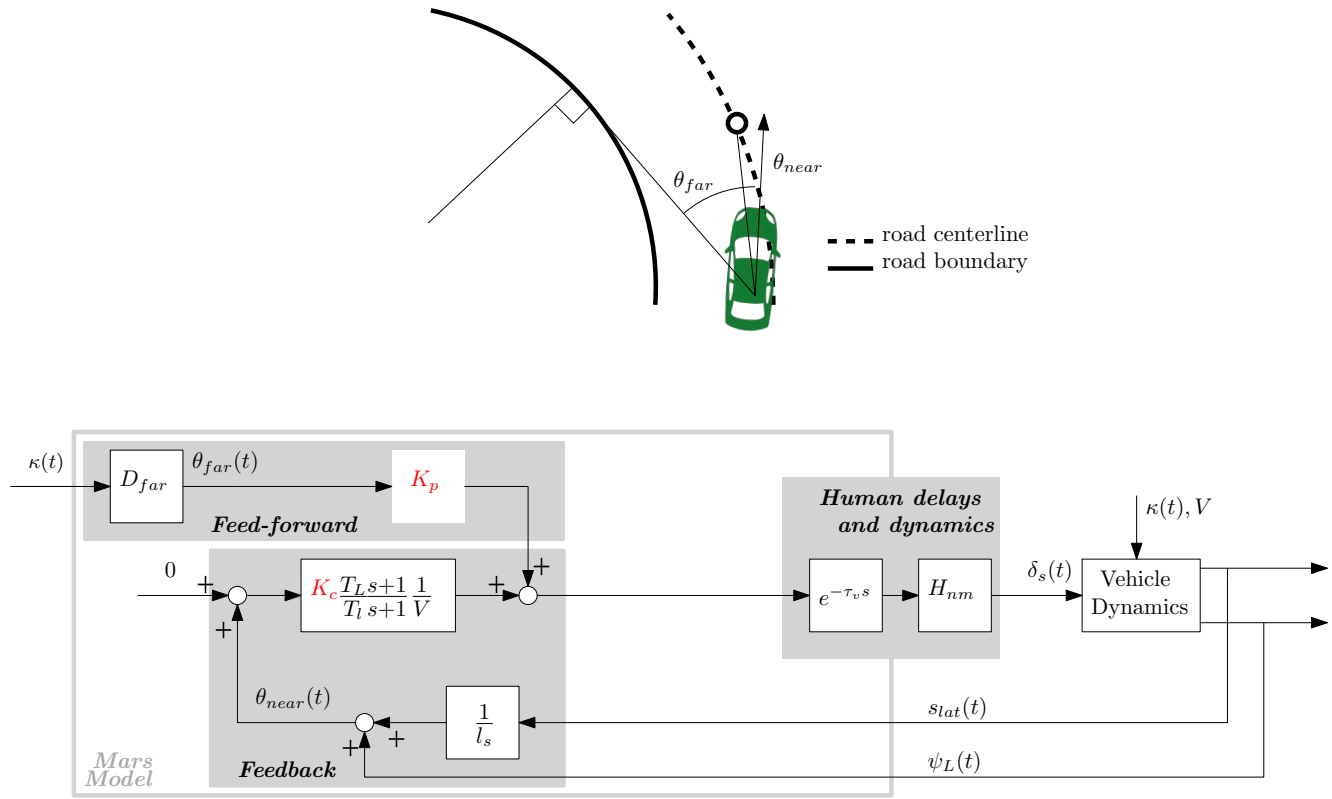 θ_near
θ_far
road centerline
road boundary
κ(t)
D_far
θ_far(t)
K_p
Feed-forward
Human delays
and dynamics
κ(t), V
0
+
+
+
+
K_c (T_L s+1)/(T_l s+1) 1/V
e^{-τ_v s}
H_nm
δ_s(t)
Vehicle
Dynamics
θ_near(t)
1/l_s
s_lat(t)
+
+
ψ_L(t)
Feedback
Mars
Model